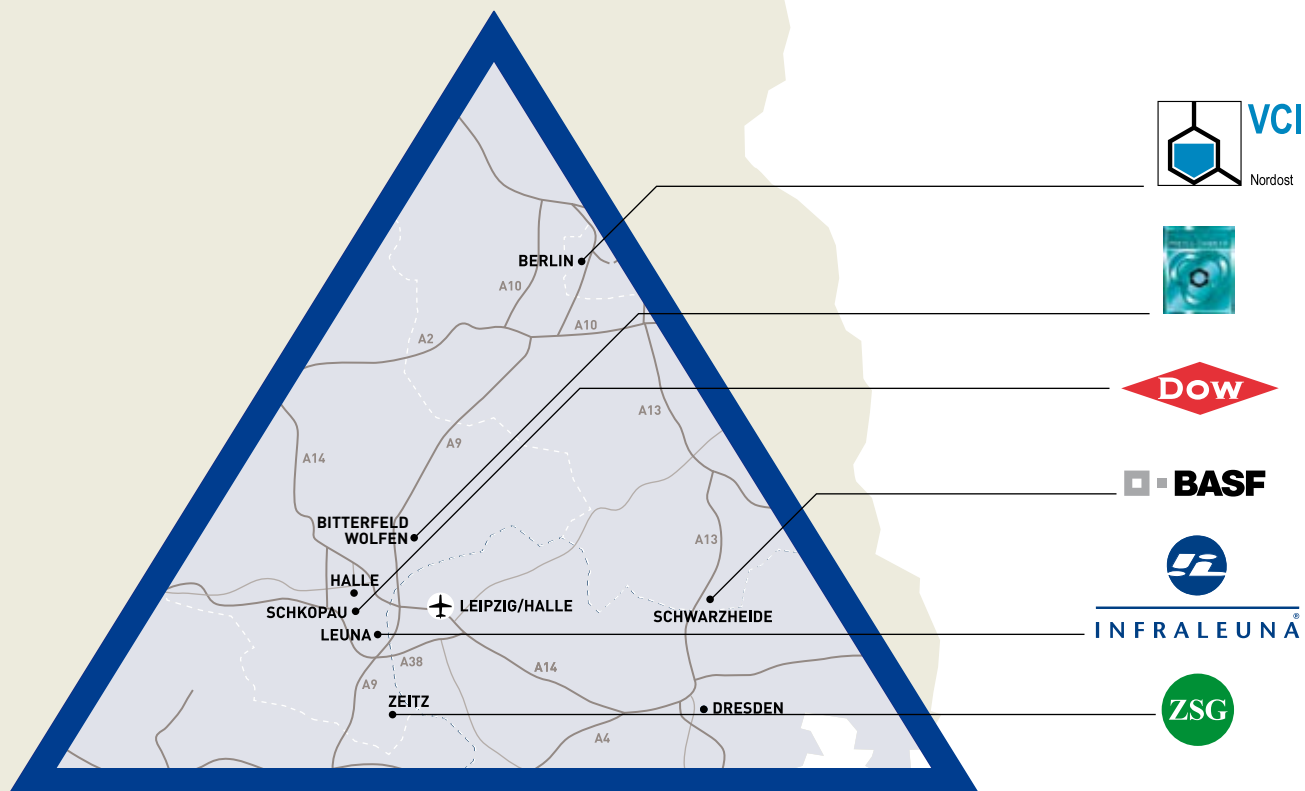 VCI
Nordost
BERLIN
A10
A10
A2
DOW
A13
A9
A14
BASF
BITTERFELD
WOLFEN
A13
HALLE
LEIPZIG/HALLE
SCHKOPAU
SCHWARZHEIDE
LEUNA
INFRALEUNA®
A38
A14
A9
ZEITZ
DRESDEN
ZSG
A4